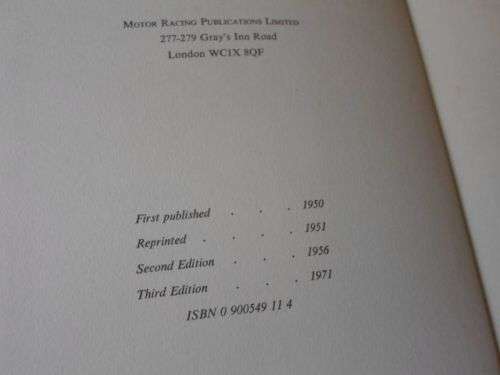 MOTOR RACING PUBLICATIONS LIMITED
277-279 Gray's Inn Road
London WC1X 8QF
First published . . . 1950
Reprinted . . . . 1951
Second Edition . . . 1956
Third Edition . . . 1971
ISBN 0 900549 11 4